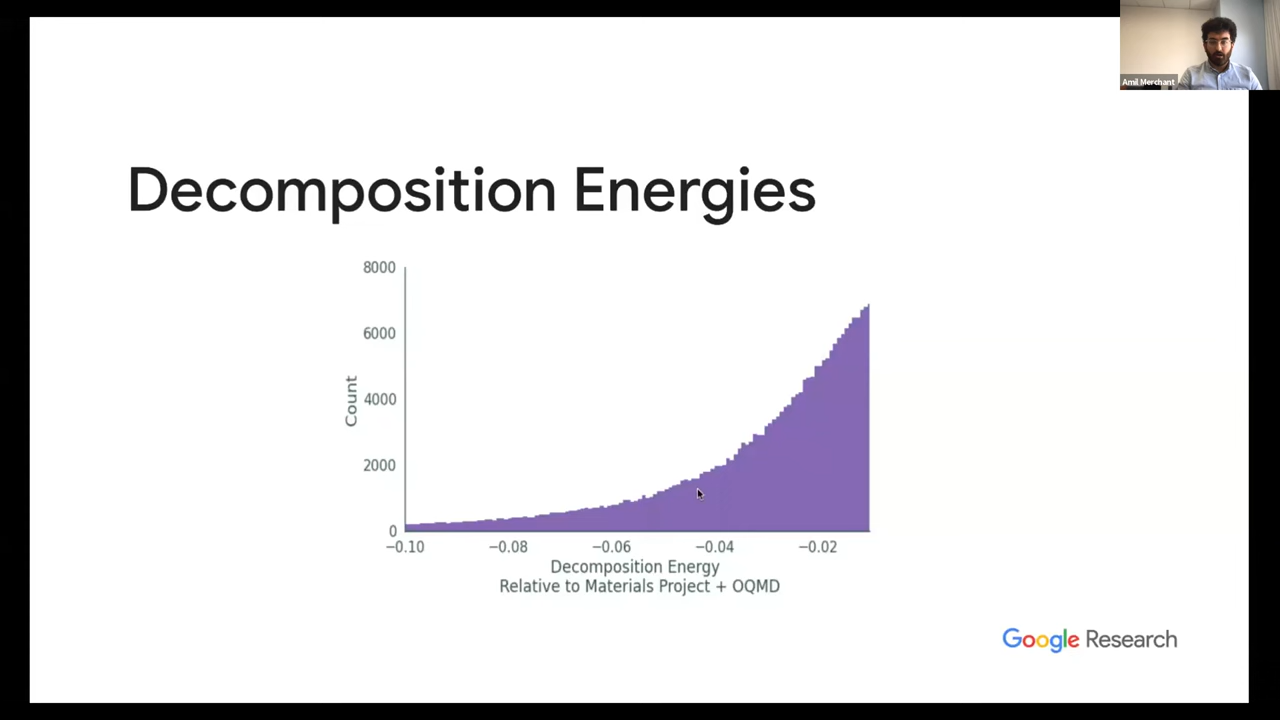 Amil Merchant
Decomposition Energies
8000
6000
4000
2000
0
Count
−0.10
−0.08
−0.06
−0.04
−0.02
Decomposition Energy
Relative to Materials Project + OQMD
Google Research